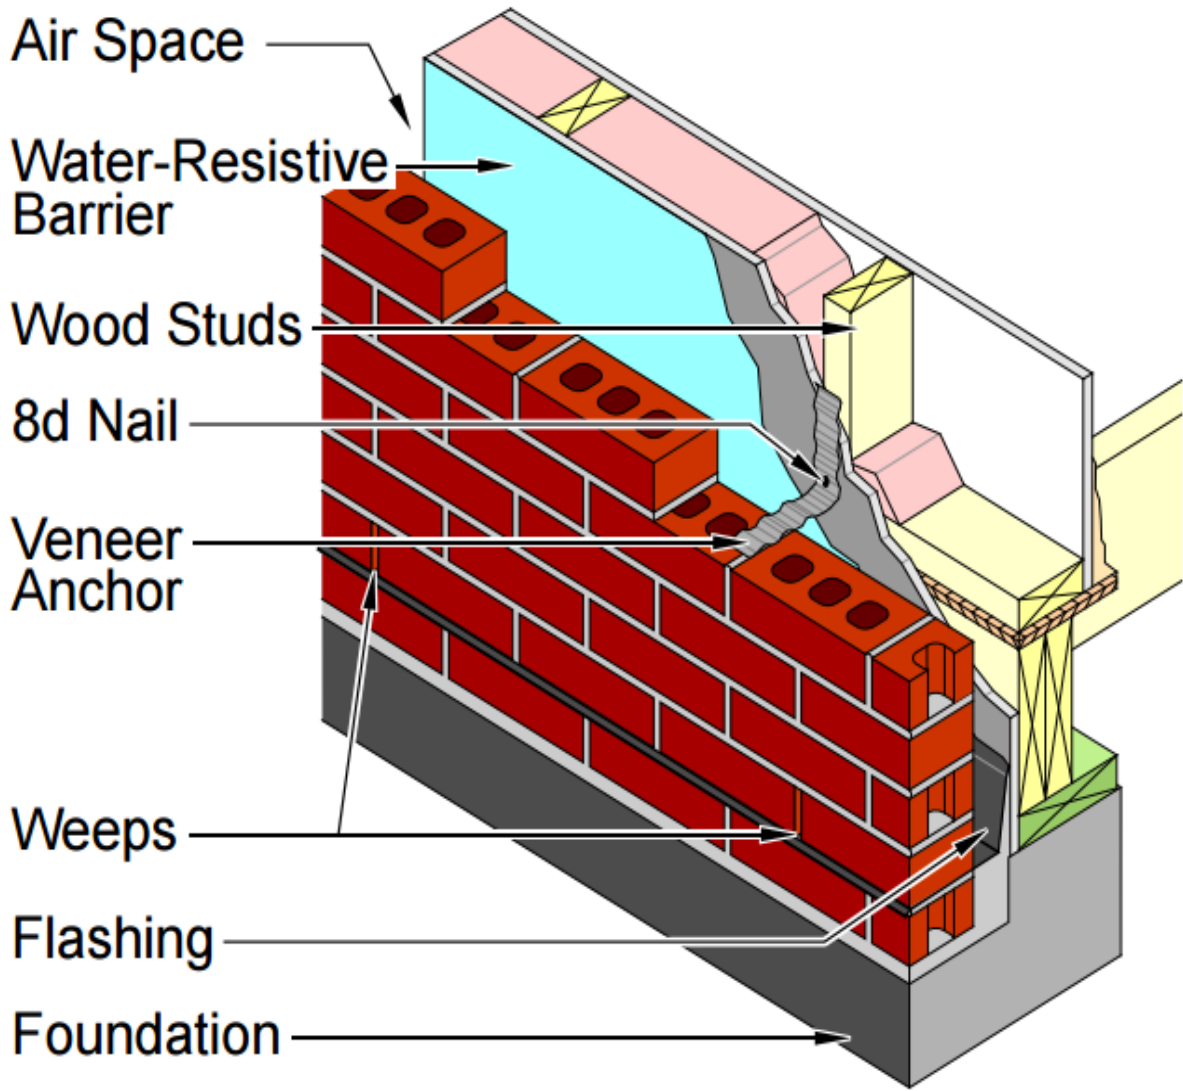 Air Space
Water-Resistive
Barrier
Wood Studs
8d Nail
Veneer
Anchor
Weeps
Flashing
Foundation